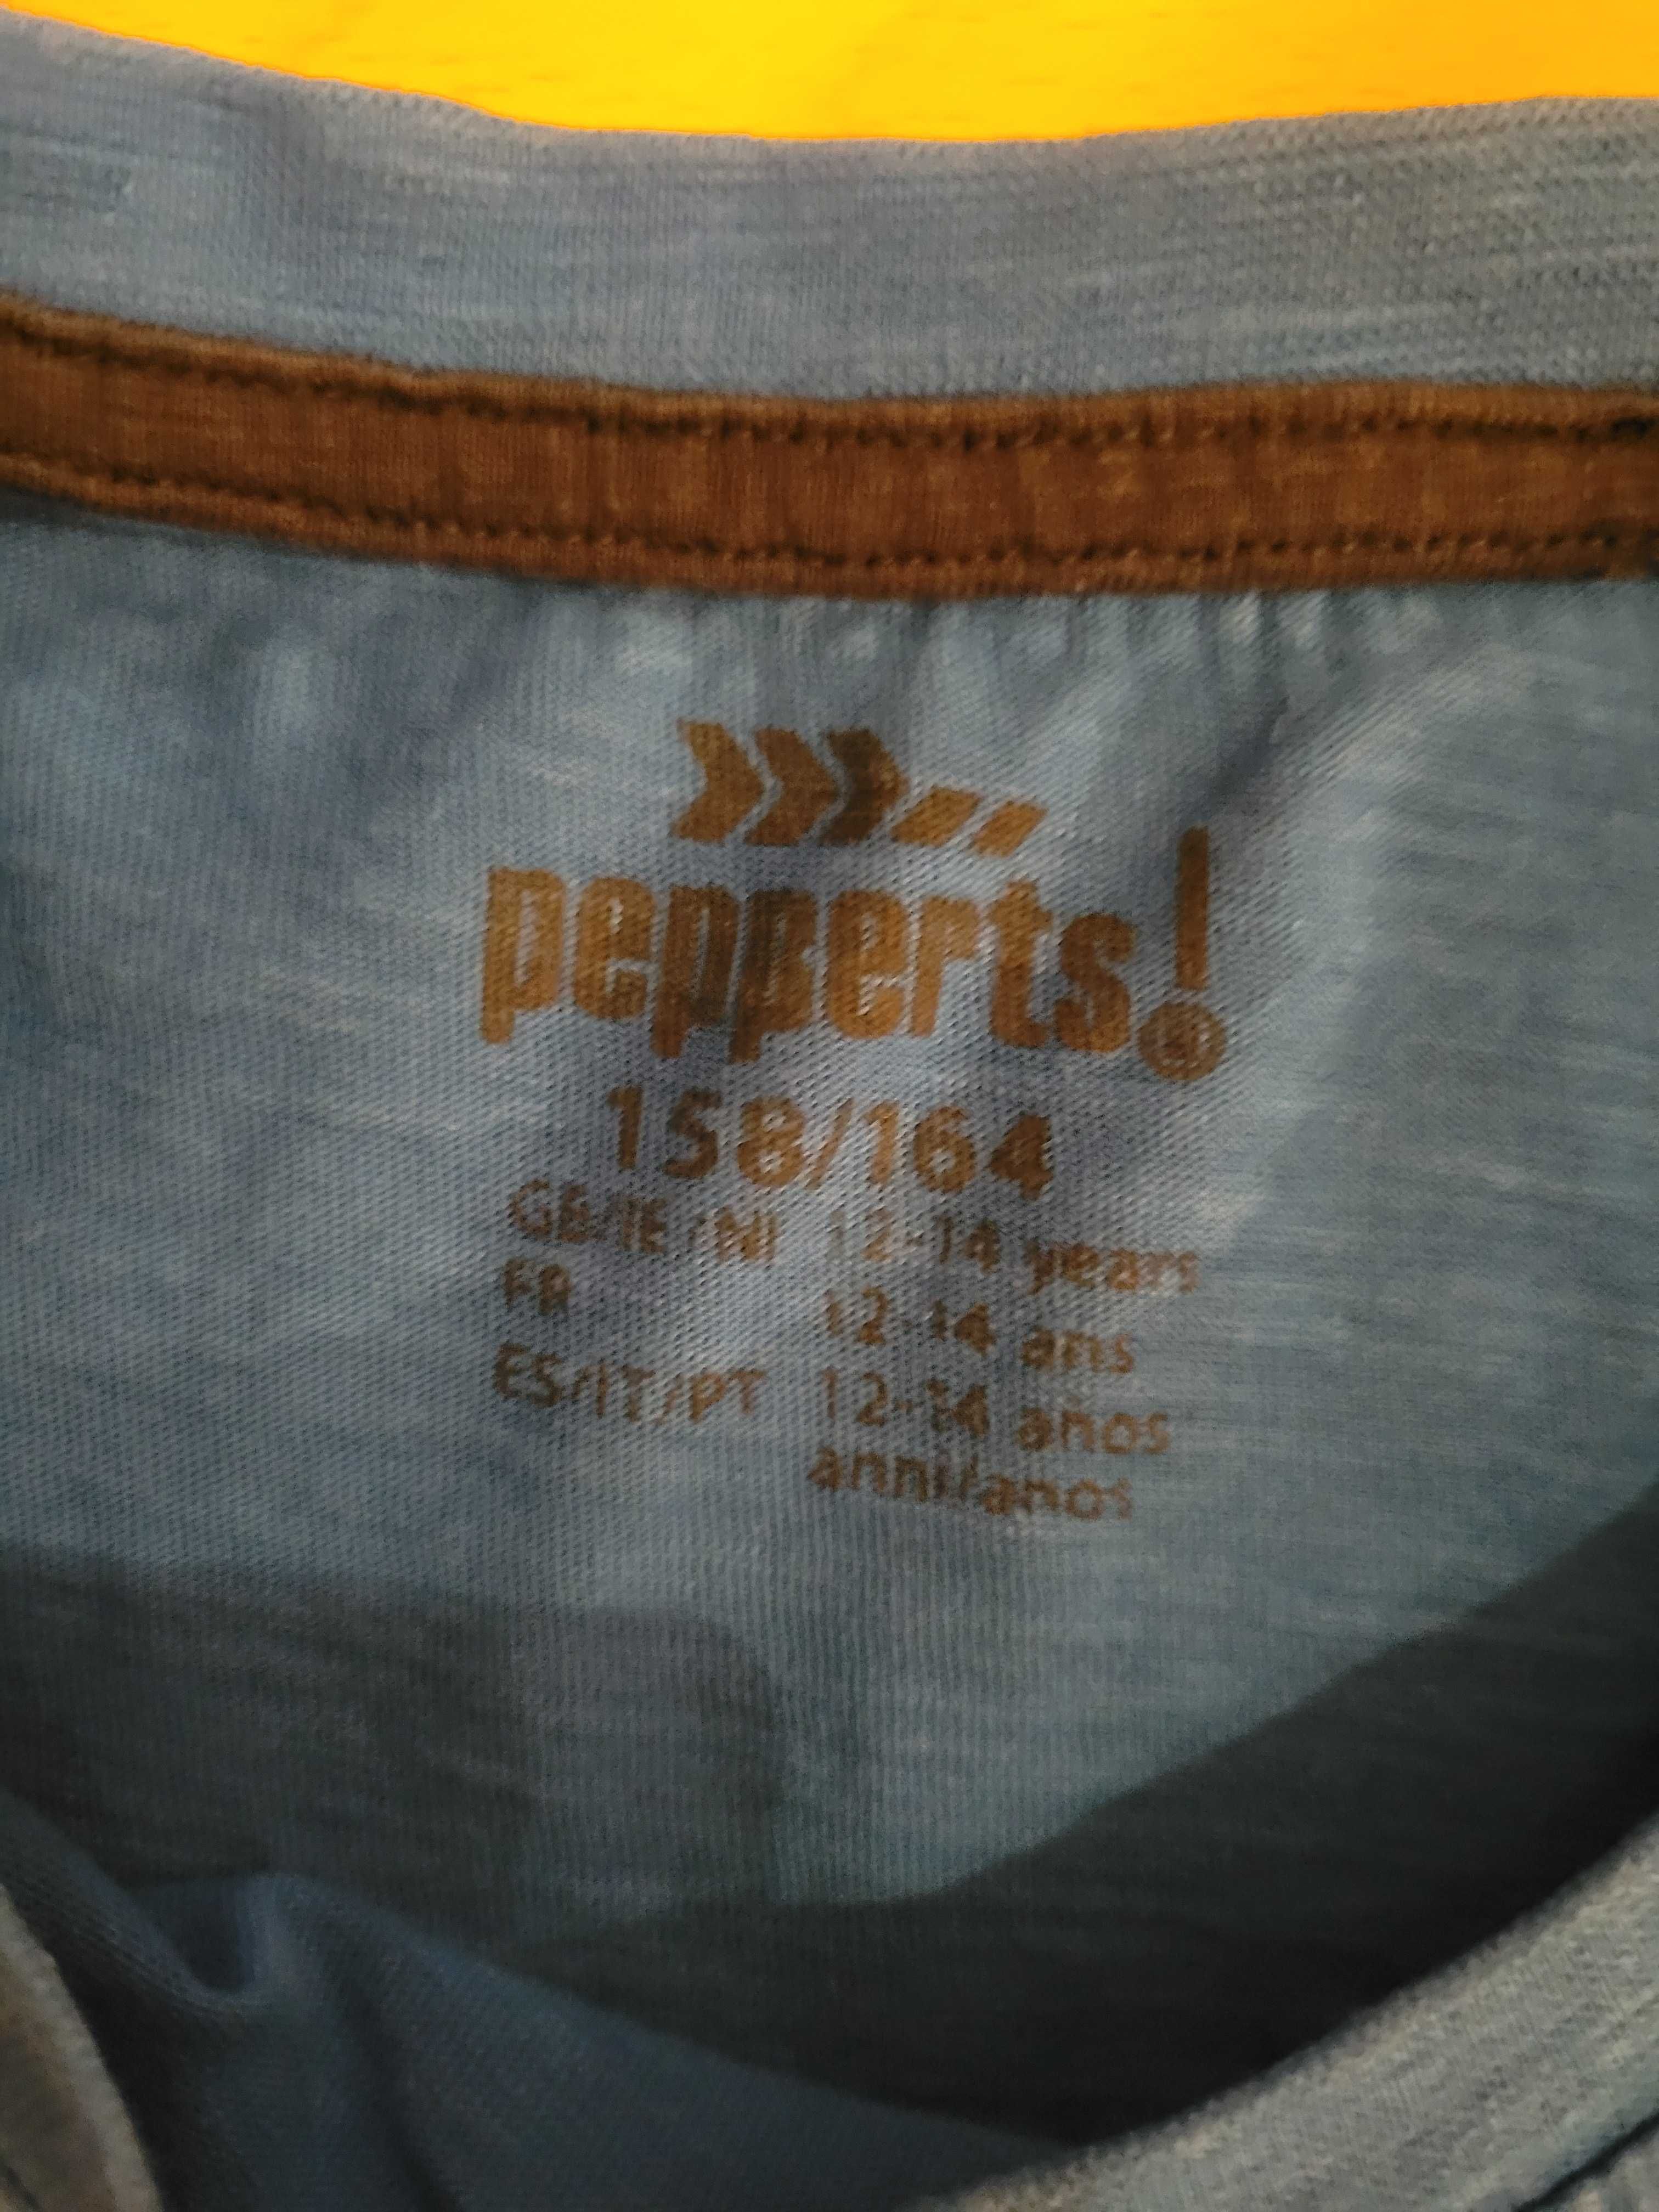 pepperts!®
158/164
GB/IE/NI 12-14 years
FR 12-14 ans
ES/IT/PT 12-14 años
anni/anos